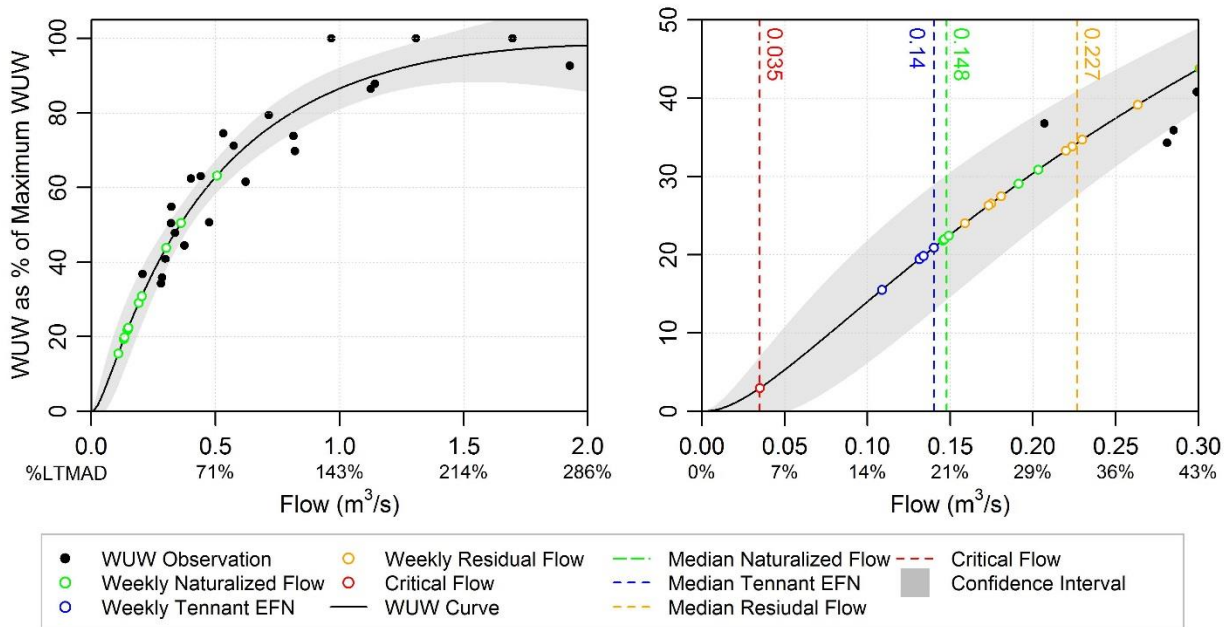 WUW as % of Maximum WUW
100
80
60
40
20
0
0.0 0.5 1.0 1.5 2.0
%LTMAD 71% 143% 214% 286%
Flow (m³/s)
50
40
30
20
10
0
0.035
0.14
0.148
0.227
0.00 0.05 0.10 0.15 0.20 0.25 0.30
0% 7% 14% 21% 29% 36% 43%
Flow (m³/s)
WUW Observation Weekly Residual Flow Median Naturalized Flow Critical Flow
Weekly Naturalized Flow Critical Flow Median Tennant EFN Confidence Interval
Weekly Tennant EFN WUW Curve Median Resiudal Flow